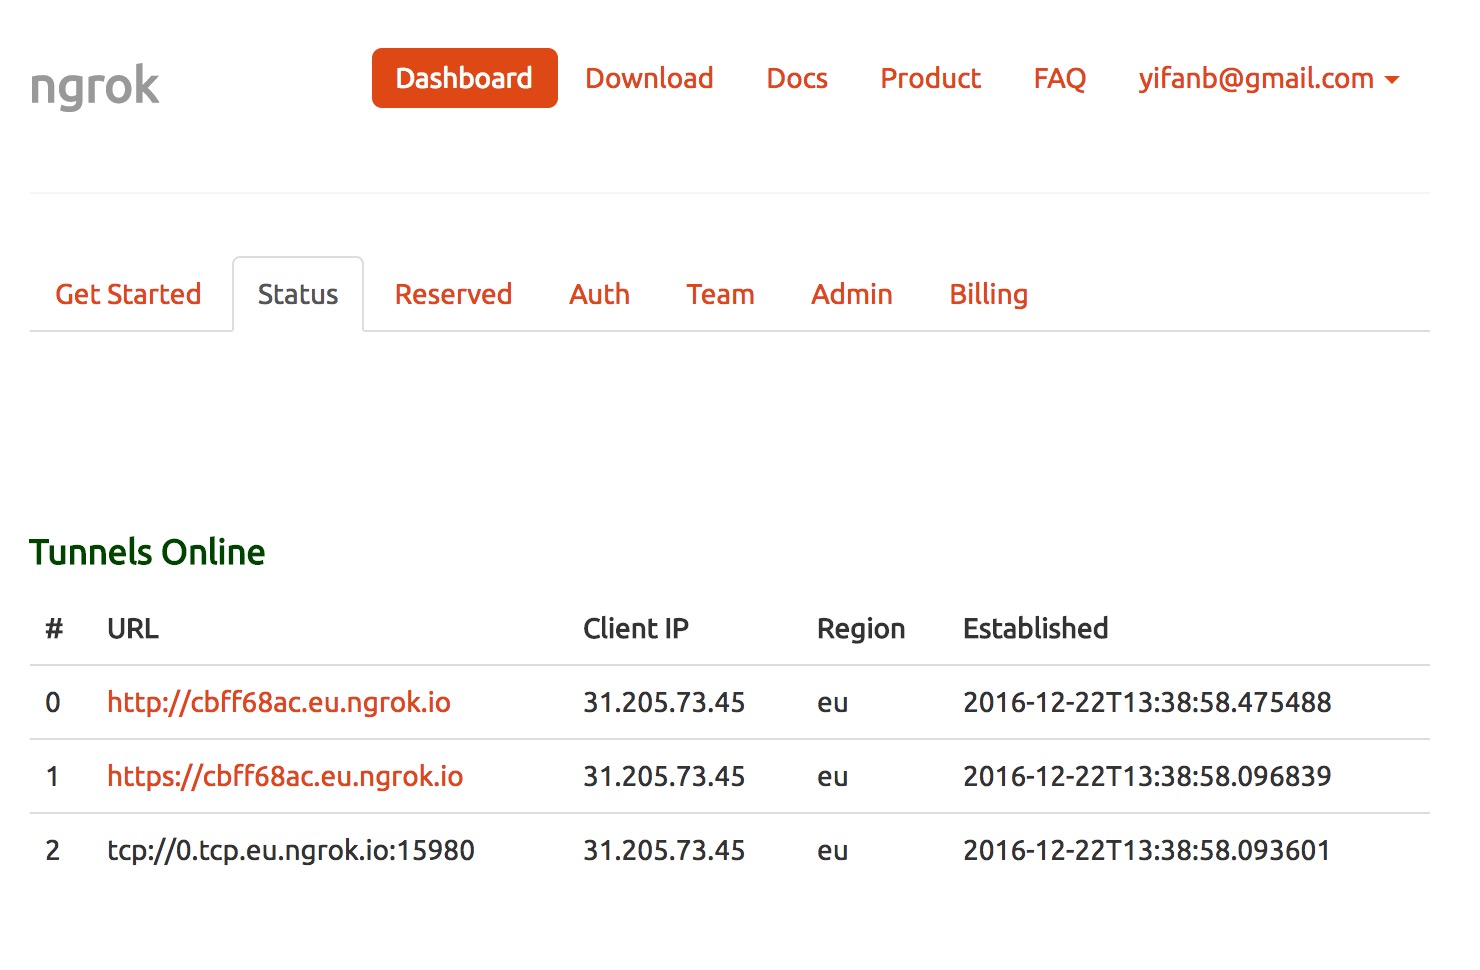 ngrok Dashboard Download Docs Product FAQ yifanb@gmail.com
Get Started Status Reserved Auth Team Admin Billing
Tunnels Online
# URL Client IP Region Established
0 http://cbff68ac.eu.ngrok.io 31.205.73.45 eu 2016-12-22T13:38:58.475488
1 https://cbff68ac.eu.ngrok.io 31.205.73.45 eu 2016-12-22T13:38:58.096839
2 tcp://0.tcp.eu.ngrok.io:15980 31.205.73.45 eu 2016-12-22T13:38:58.093601